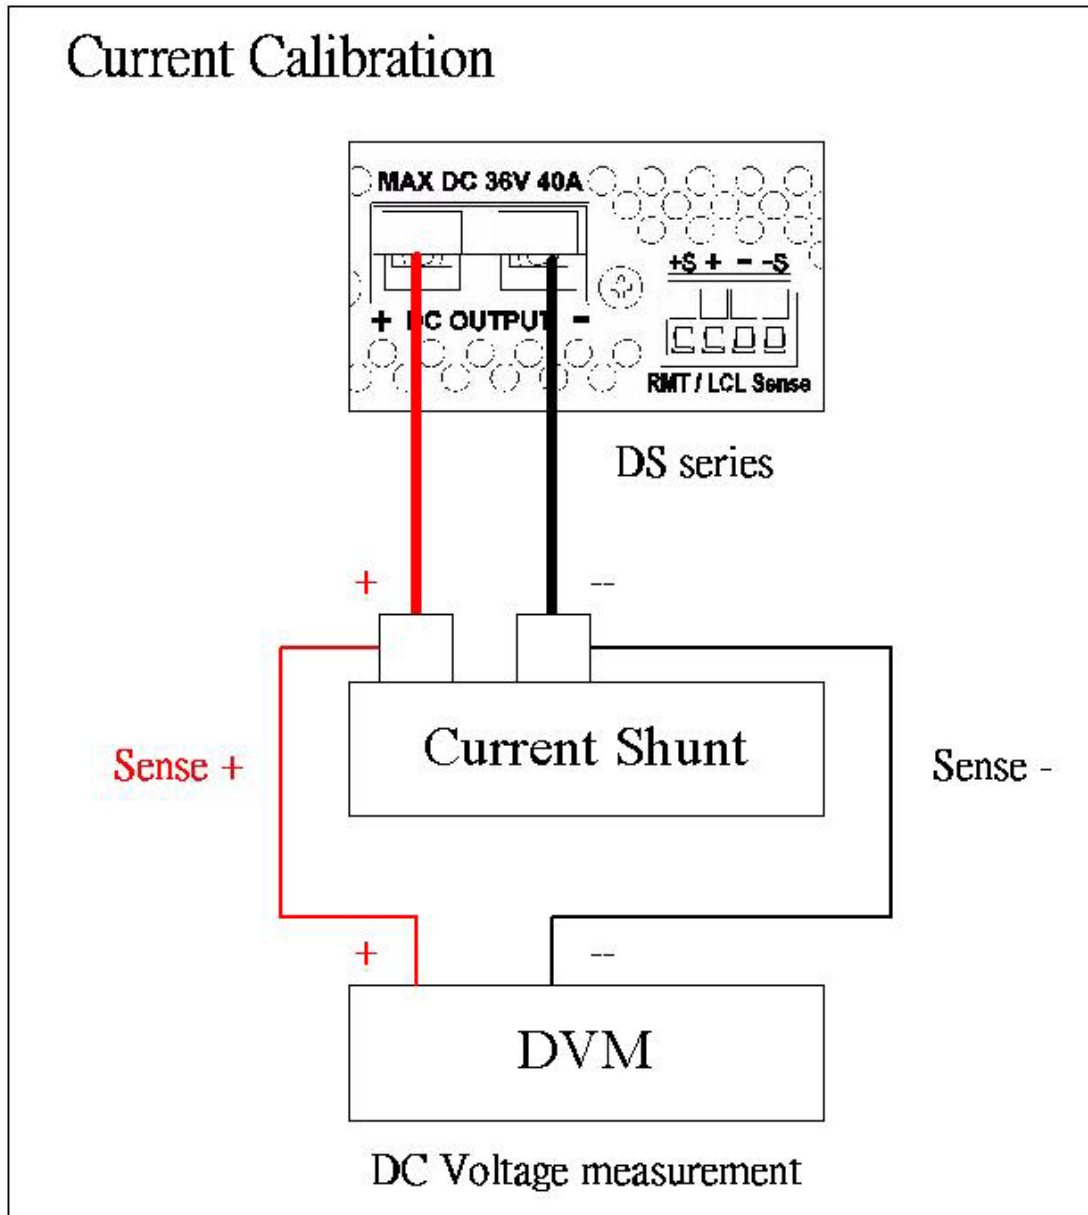 Current Calibration
MAX DC 36V 40A
+S + - -S
+ DC OUTPUT -
RMT / LCL Sense
DS series
+ --
Current Shunt
Sense +
Sense -
+ --
DVM
DC Voltage measurement